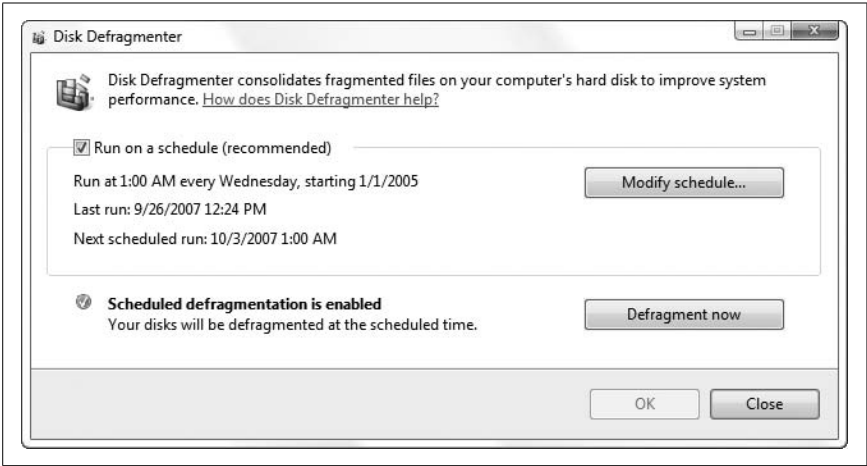 Disk Defragmenter
Disk Defragmenter consolidates fragmented files on your computer's hard disk to improve system
performance. How does Disk Defragmenter help?
Run on a schedule (recommended)
Run at 1:00 AM every Wednesday, starting 1/1/2005
Modify schedule...
Last run: 9/26/2007 12:24 PM
Next scheduled run: 10/3/2007 1:00 AM
Scheduled defragmentation is enabled
Your disks will be defragmented at the scheduled time.
Defragment now
OK
Close